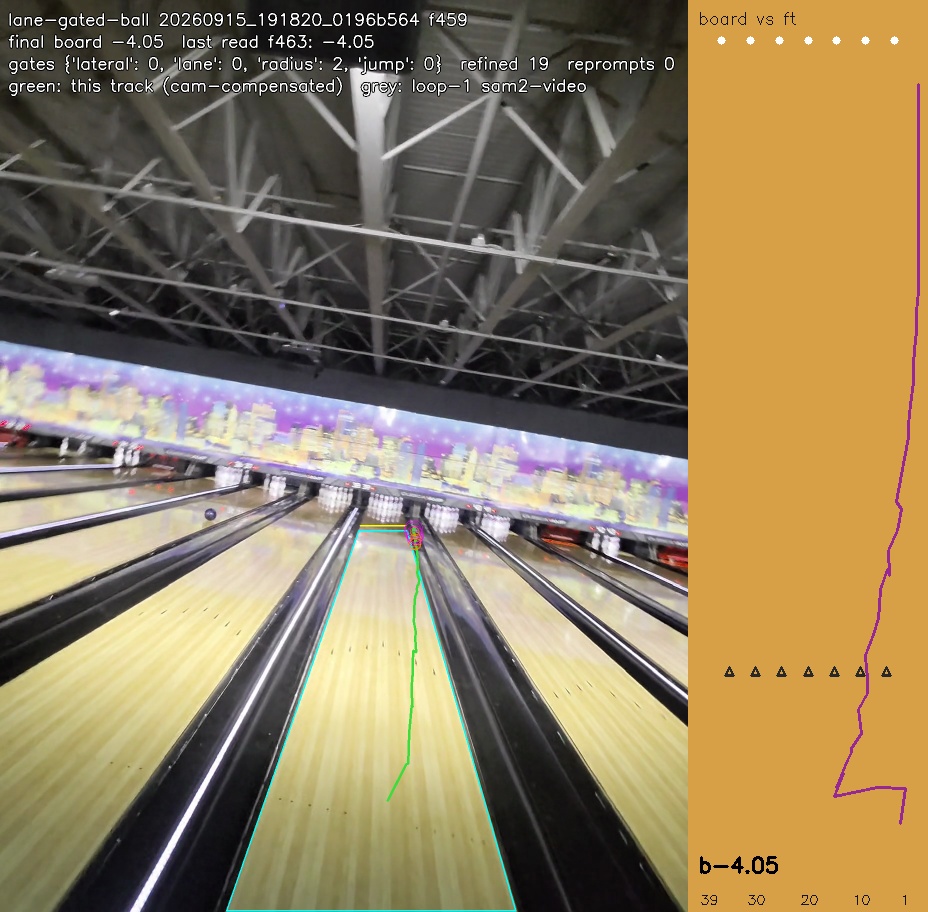 lane-gated-ball 20260915_191820_0196b564 f459
final board -4.05 last read f463: -4.05
gates {'lateral': 0, 'lane': 0, 'radius': 2, 'jump': 0} refined 19 reprompts 0
green: this track (cam-compensated) grey: loop-1 sam2-video
board vs ft
b-4.05
39 30 20 10 1